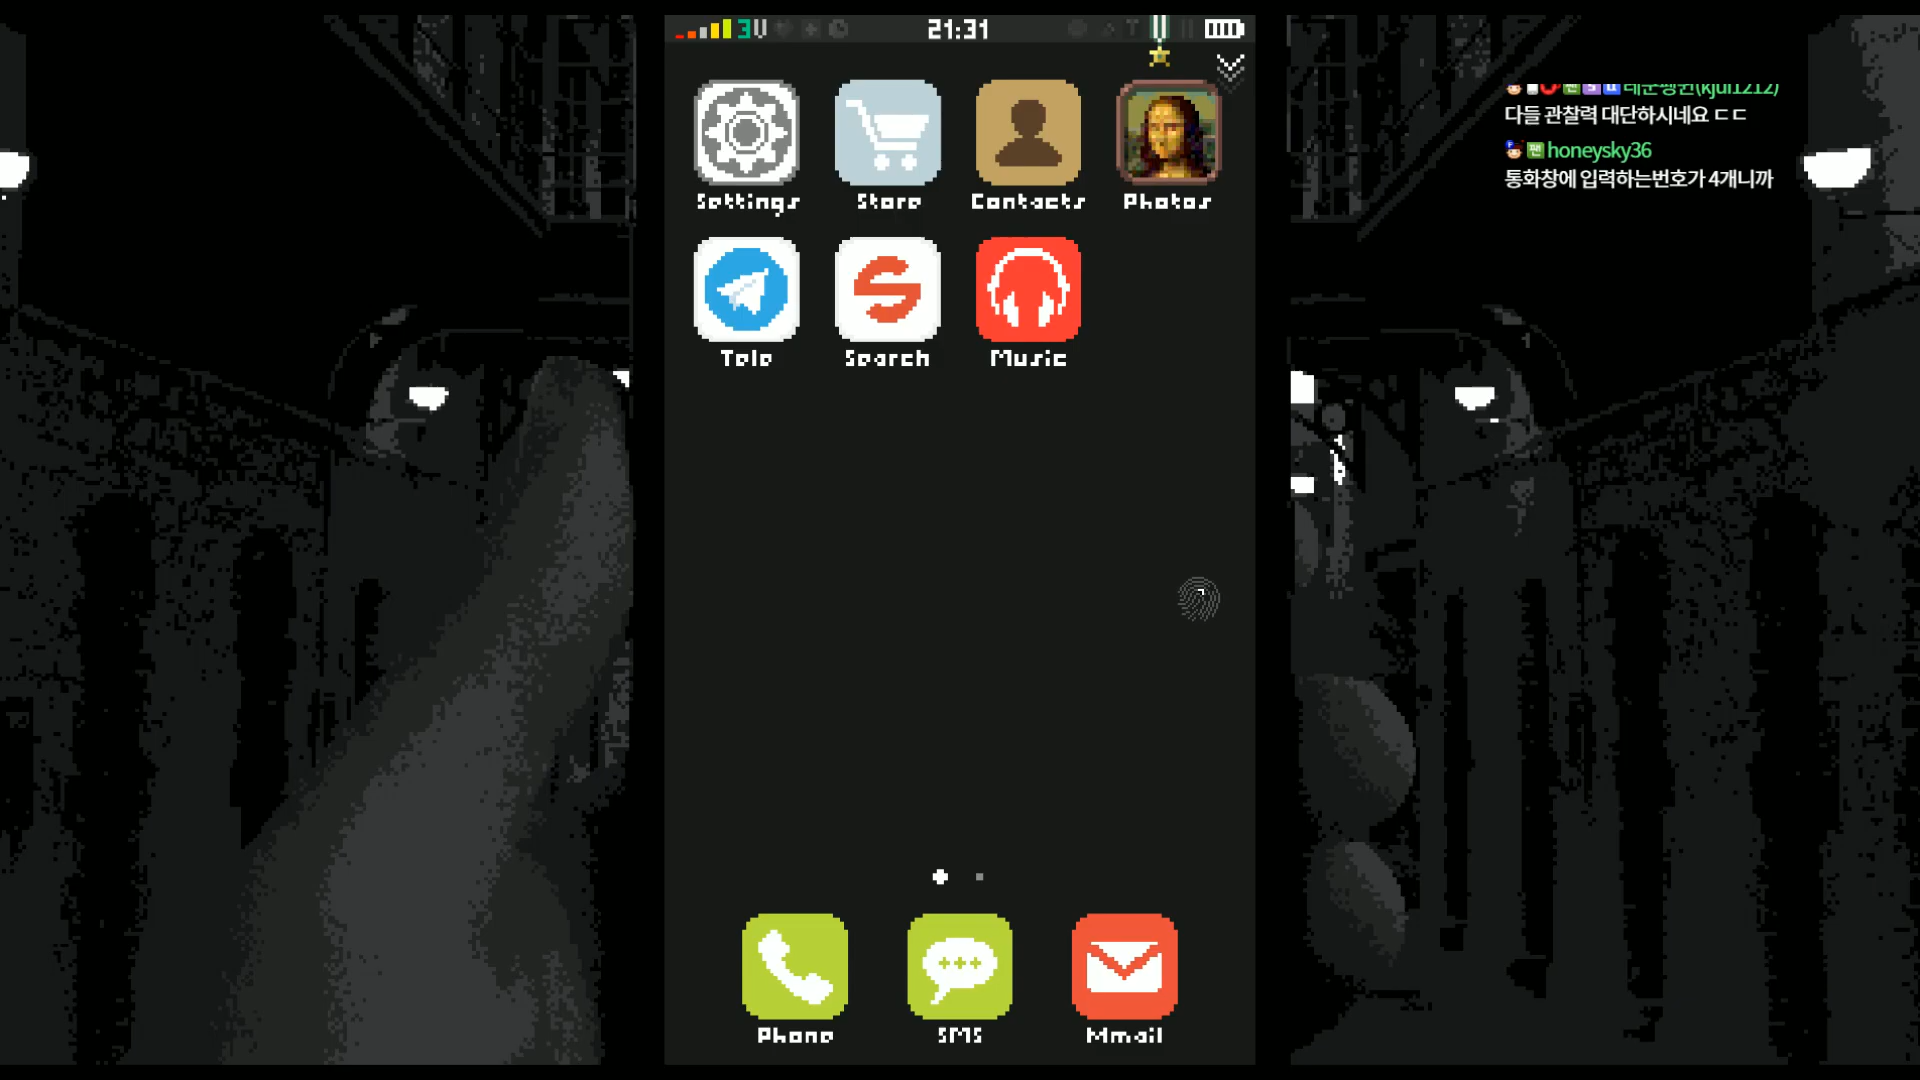 3U
21:31
Settings
Store
Contacts
Photos
Tele
Search
Music
Phone
SMS
Mmail
다들 관찰력 대단하시네요 ㄷㄷ
honeysky36
통화창에 입력하는번호가 4개니까